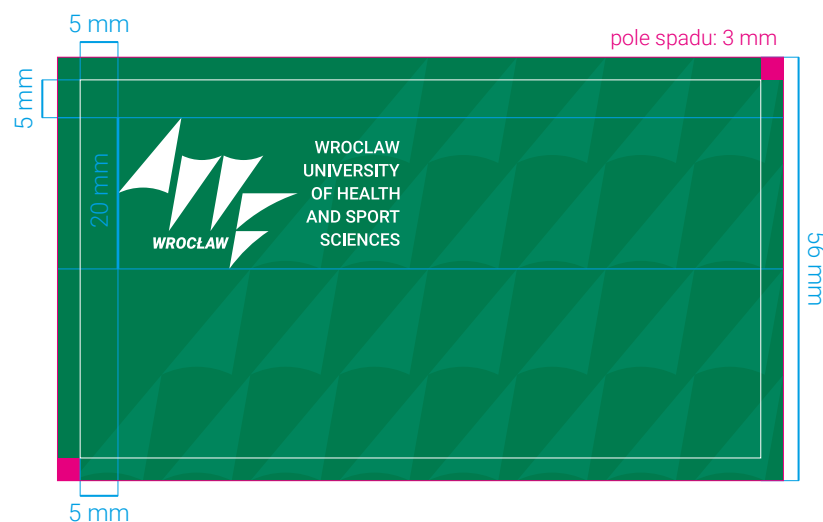 5 mm
pole spadu: 3 mm
5 mm
20 mm
WROCLAW
UNIVERSITY
OF HEALTH
AND SPORT
SCIENCES
WROCŁAW
56 mm
5 mm